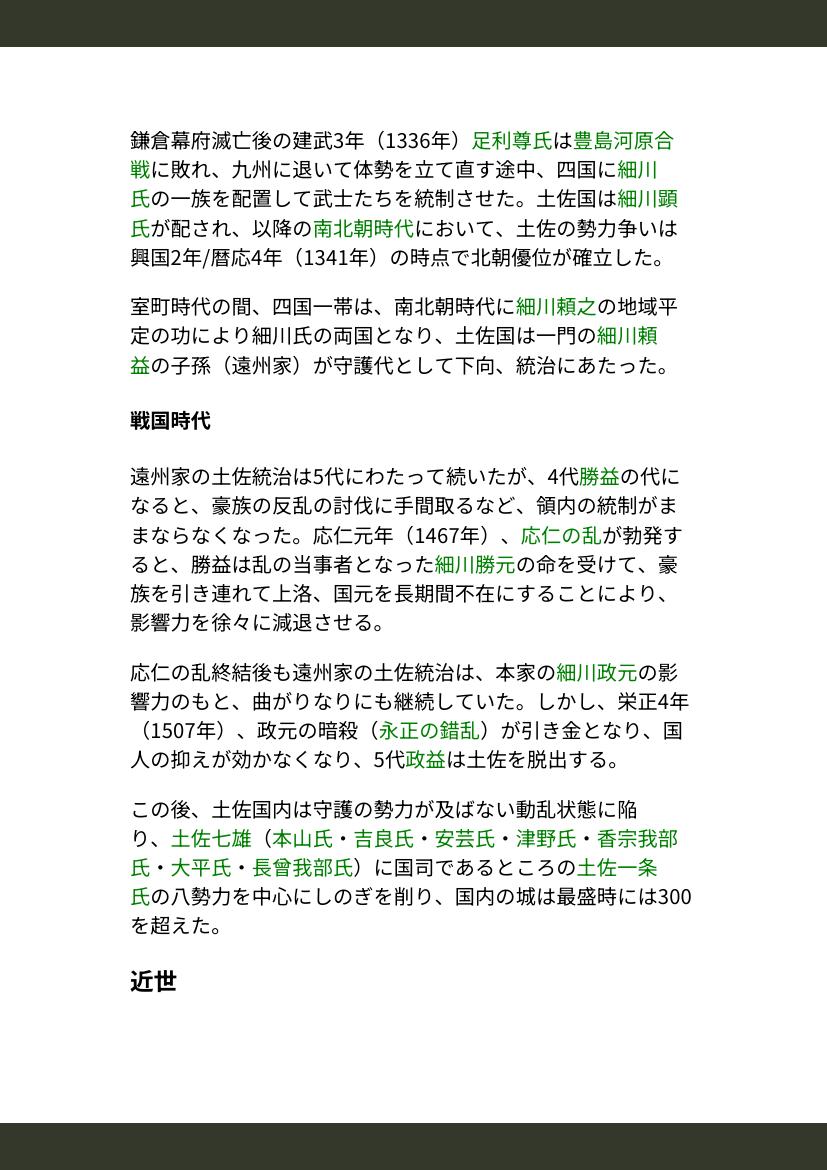 鎌倉幕府滅亡後の建武3年（1336年）足利尊氏は豊島河原合
戦に敗れ、九州に退いて体勢を立て直す途中、四国に細川
氏の一族を配置して武士たちを統制させた。土佐国は細川顕
氏が配され、以降の南北朝時代において、土佐の勢力争いは
興国2年/暦応4年（1341年）の時点で北朝優位が確立した。
室町時代の間、四国一帯は、南北朝時代に細川頼之の地域平
定の功により細川氏の両国となり、土佐国は一門の細川頼
益の子孫（遠州家）が守護代として下向、統治にあたった。
戦国時代
遠州家の土佐統治は5代にわたって続いたが、4代勝益の代に
なると、豪族の反乱の討伐に手間取るなど、領内の統制がま
まならなくなった。応仁元年（1467年）、応仁の乱が勃発す
ると、勝益は乱の当事者となった細川勝元の命を受けて、豪
族を引き連れて上洛、国元を長期間不在にすることにより、
影響力を徐々に減退させる。
応仁の乱終結後も遠州家の土佐統治は、本家の細川政元の影
響力のもと、曲がりなりにも継続していた。しかし、栄正4年
（1507年）、政元の暗殺（永正の錯乱）が引き金となり、国
人の抑えが効かなくなり、5代政益は土佐を脱出する。
この後、土佐国内は守護の勢力が及ばない動乱状態に陥
り、土佐七雄（本山氏・吉良氏・安芸氏・津野氏・香宗我部
氏・大平氏・長曾我部氏）に国司であるところの土佐一条
氏の八勢力を中心にしのぎを削り、国内の城は最盛時には300
を超えた。
近世